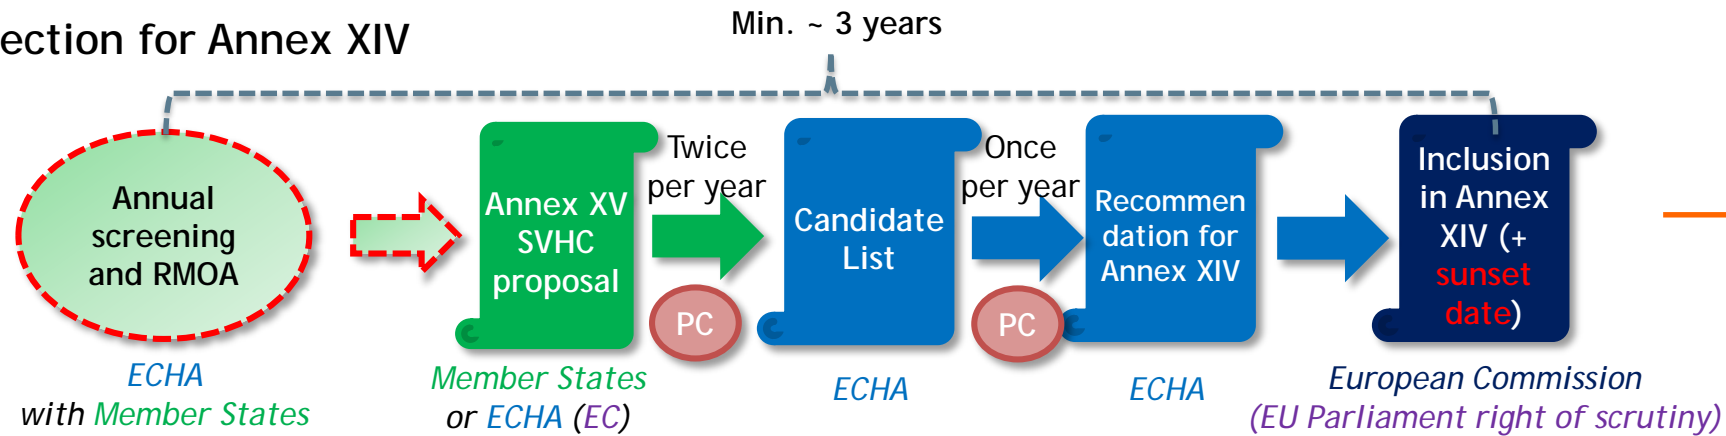 ection for Annex XIV
Min. ~ 3 years
Annual
screening
and RMOA
ECHA
with Member States
Annex XV
SVHC
proposal
Member States
or ECHA (EC)
Twice
per year
PC
Candidate
List
ECHA
Once
per year
PC
Recommen
dation for
Annex XIV
ECHA
Inclusion
in Annex
XIV (+
sunset
date)
European Commission
(EU Parliament right of scrutiny)